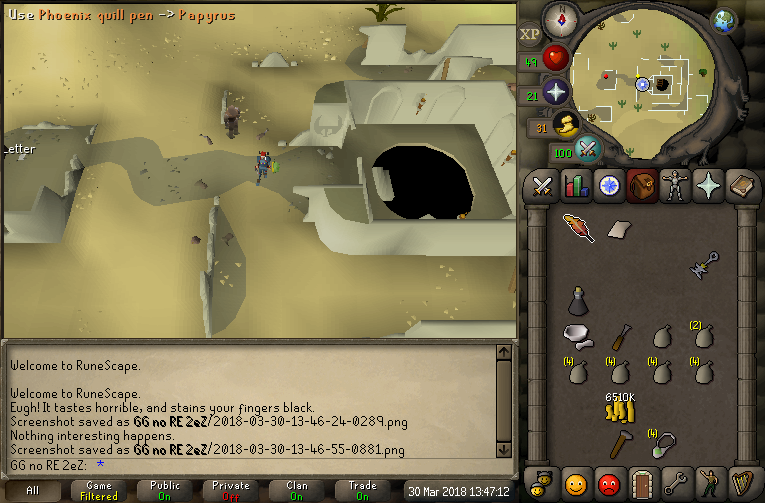 Use Phoenix quill pen -> Papyrus
XP
49
21
31
100
Letter
(2)
(4) (4) (4) (4)
6510K
(4)
Welcome to RuneScape.
Welcome to RuneScape.
Eugh! It tastes horrible, and stains your fingers black.
Screenshot saved as GG no RE 2eZ/2018-03-30-13-46-24-0289.png
Nothing interesting happens.
Screenshot saved as GG no RE 2eZ/2018-03-30-13-46-55-0881.png
GG no RE 2eZ: *
All
Game
Filtered
Public
On
Private
Off
Clan
On
Trade
On
30 Mar 2018 13:47:12